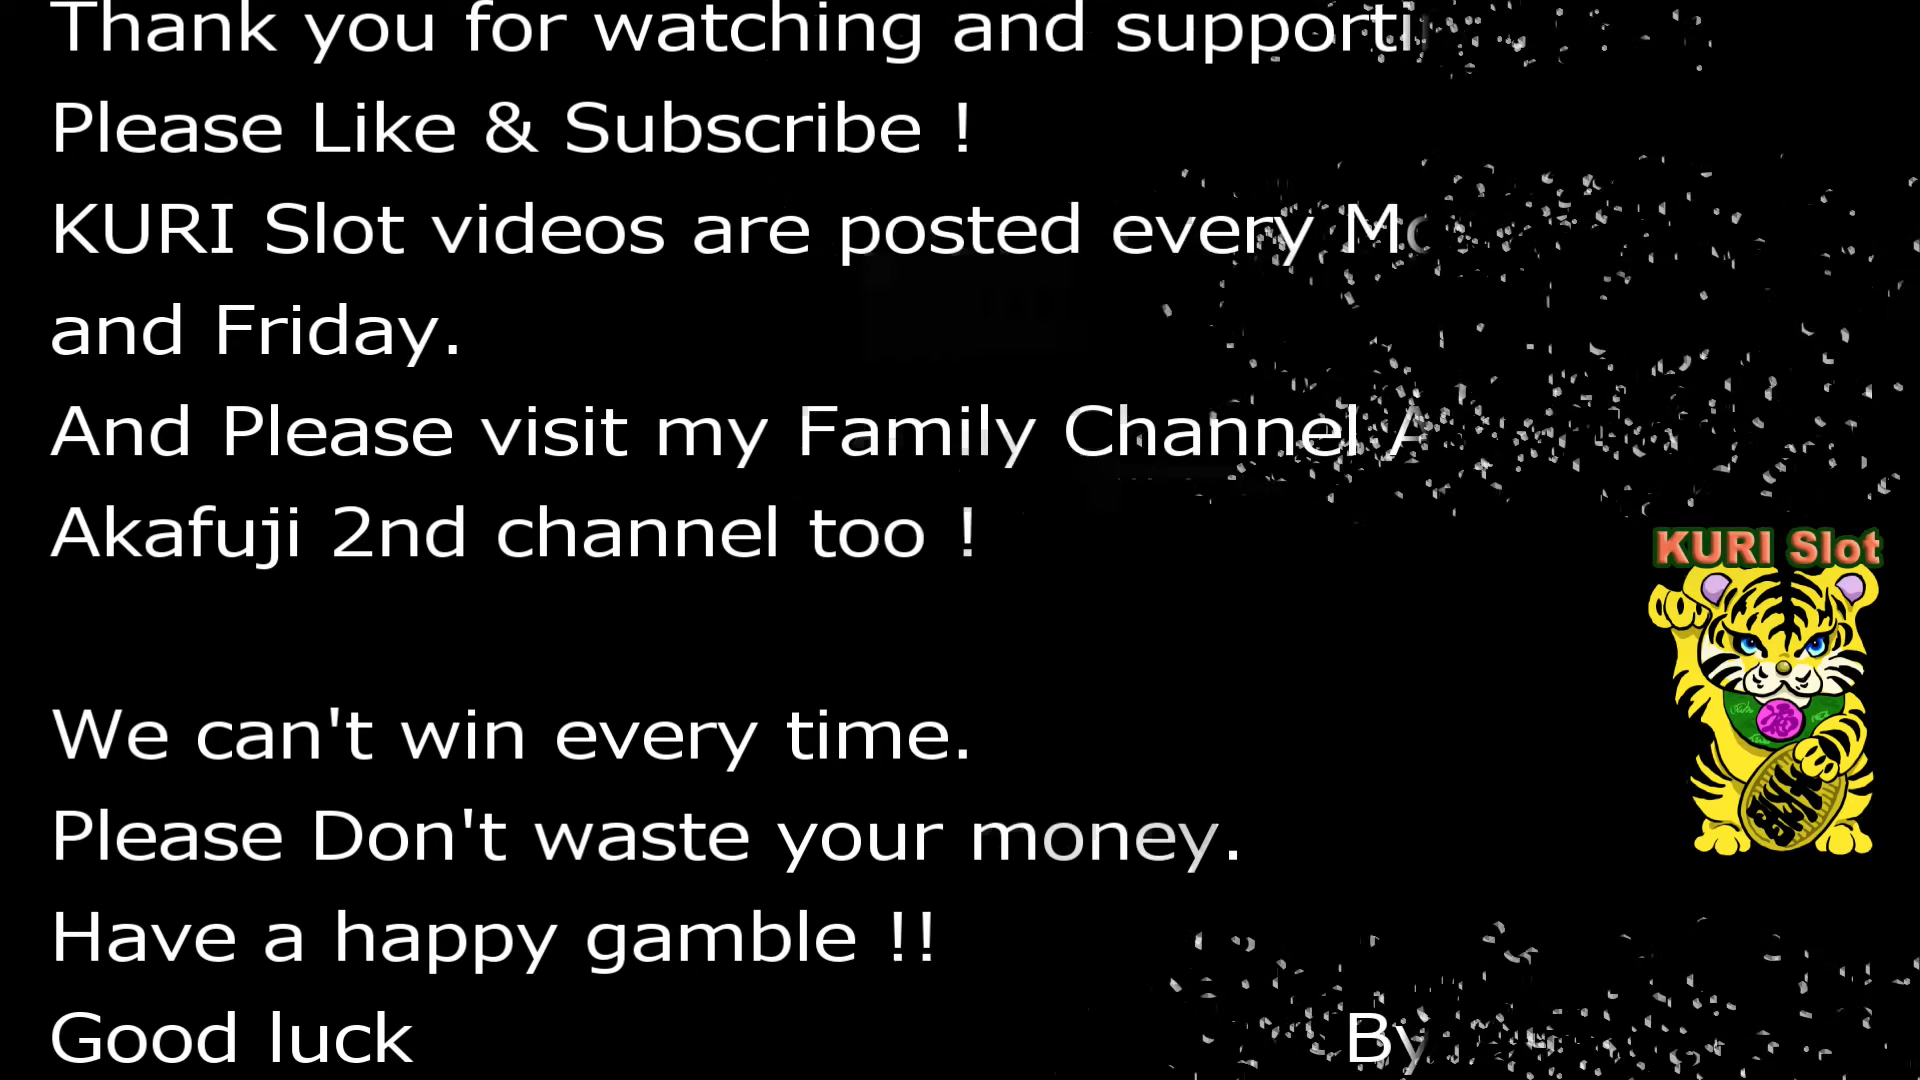 Thank you for watching and
Please Like & Subscribe !
KURI Slot videos are posted every
and Friday.
And Please visit my Family Channel
Akafuji 2nd channel too !
KURI Slot
福
We can't win every time.
Please Don't waste your money.
Have a happy gamble !!
Good luck By